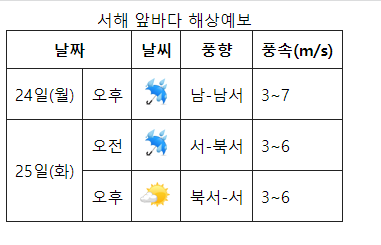 서해 앞바다 해상예보
날짜 날씨 풍향 풍속(m/s)
24일(월) 오후 남-남서 3~7
25일(화) 오전 서-북서 3~6
오후 북서-서 3~6